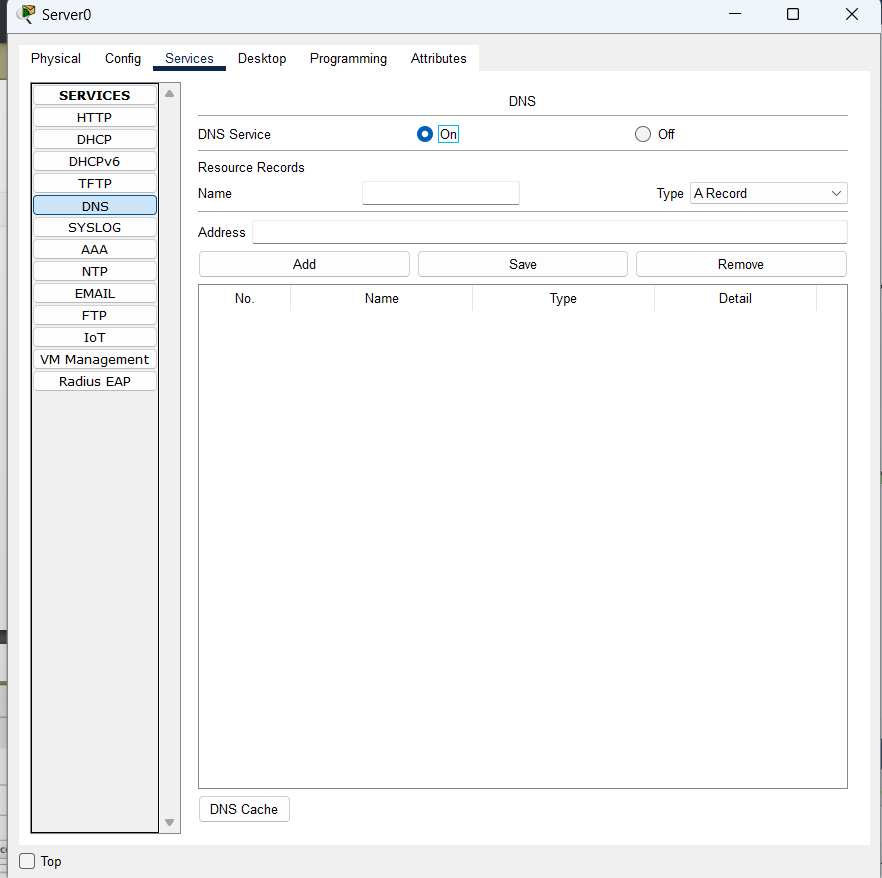 Server0
Physical Config Services Desktop Programming Attributes
SERVICES
HTTP
DHCP
DHCPv6
TFTP
DNS
SYSLOG
AAA
NTP
EMAIL
FTP
IoT
VM Management
Radius EAP
DNS
DNS Service On Off
Resource Records
Name Type A Record
Address
Add Save Remove
No. Name Type Detail
DNS Cache
Top